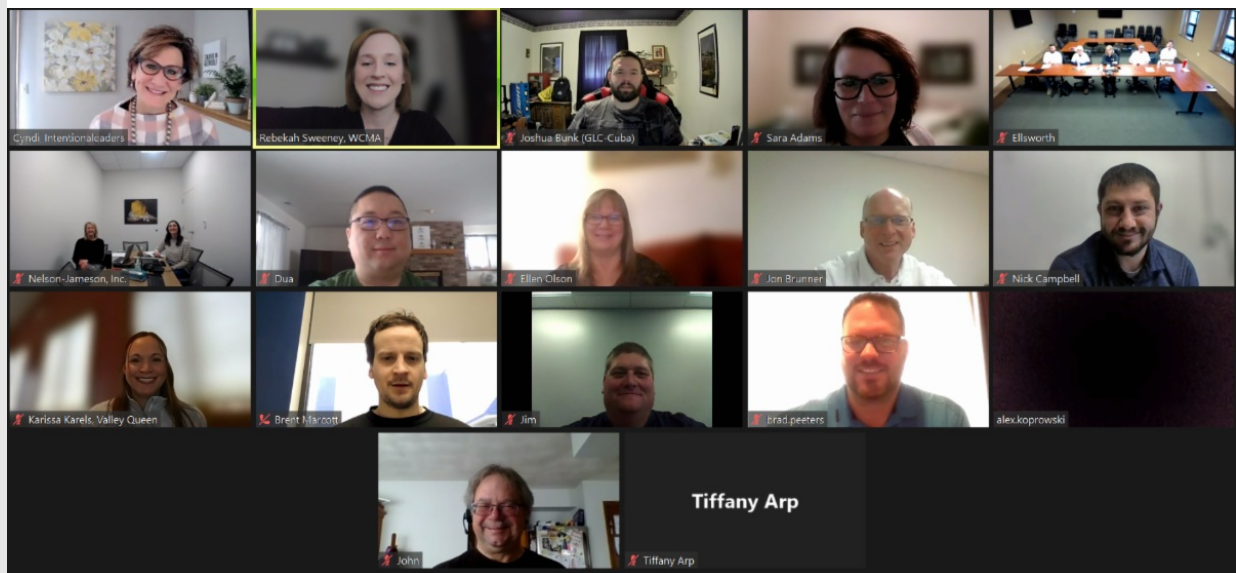 Cyndi, Intentionaleaders
Rebekah Sweeney, WCMA
Joshua Bunk (GLC-Cuba)
Sara Adams
Ellsworth
Nelson-Jameson, Inc.
Dua
Ellen Olson
Jon Brunner
Nick Campbell
Karissa Karels, Valley Queen
Brent Marcott
Jim
brad.peeters
alex.koprowski
John
Tiffany Arp
Tiffany Arp